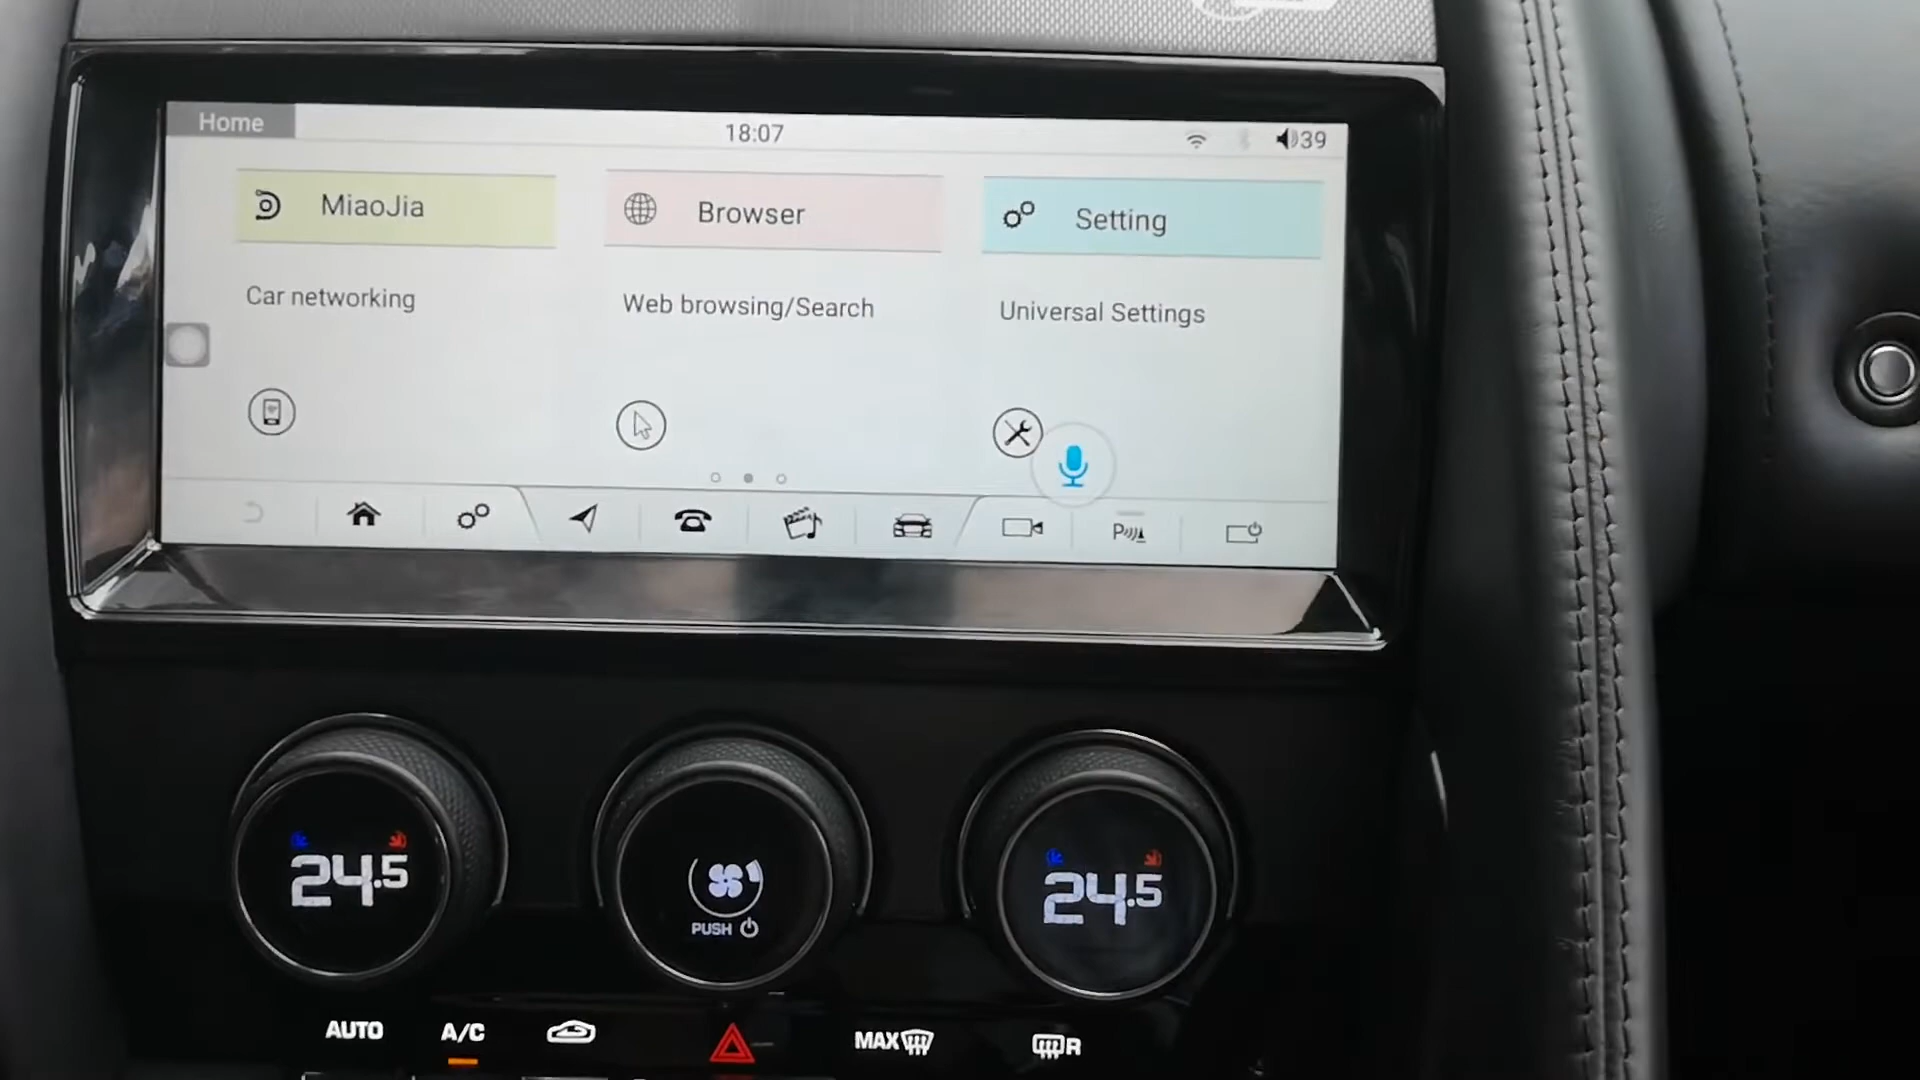 Home
18:07
39
MiaoJia
Browser
Setting
Car networking
Web browsing/Search
Universal Settings
P
24.5
PUSH
24.5
AUTO
A/C
MAX
R